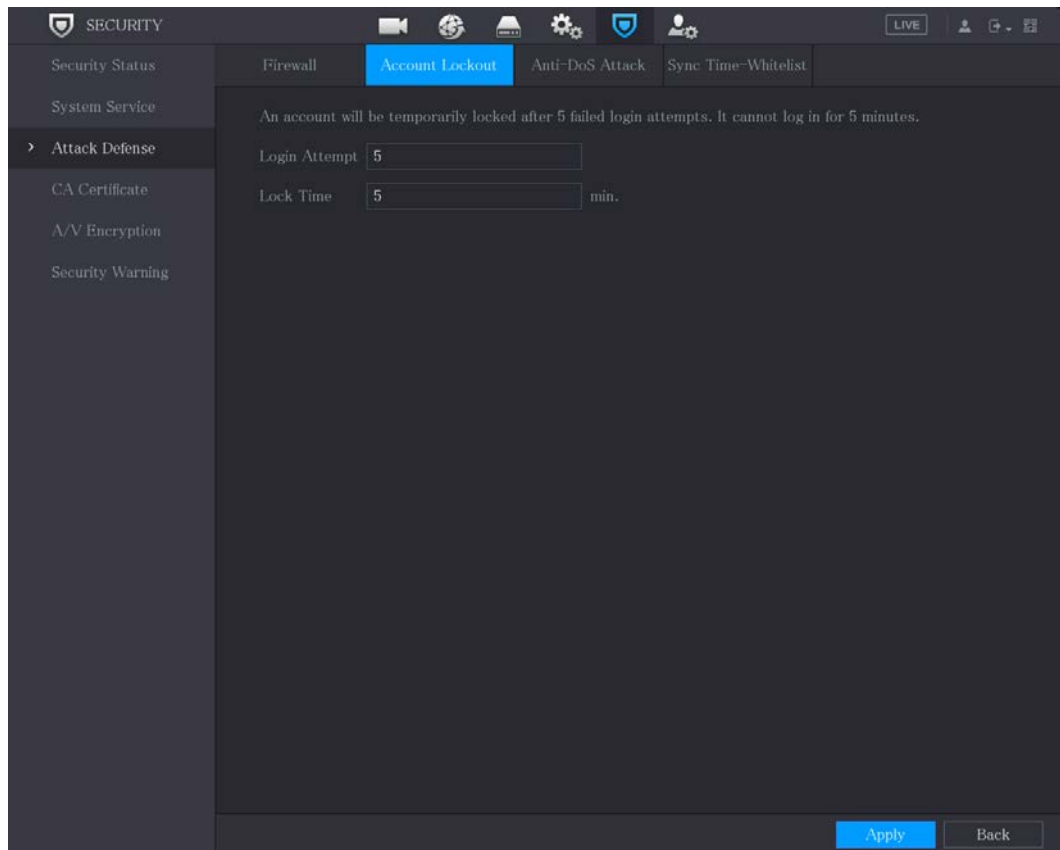 SECURITY
LIVE
Security Status
System Service
Attack Defense
CA Certificate
A/V Encryption
Security Warning
Firewall Account Lockout Anti-DoS Attack Sync Time-Whitelist
An account will be temporarily locked after 5 failed login attempts. It cannot log in for 5 minutes.
Login Attempt 5
Lock Time 5 min.
Apply Back